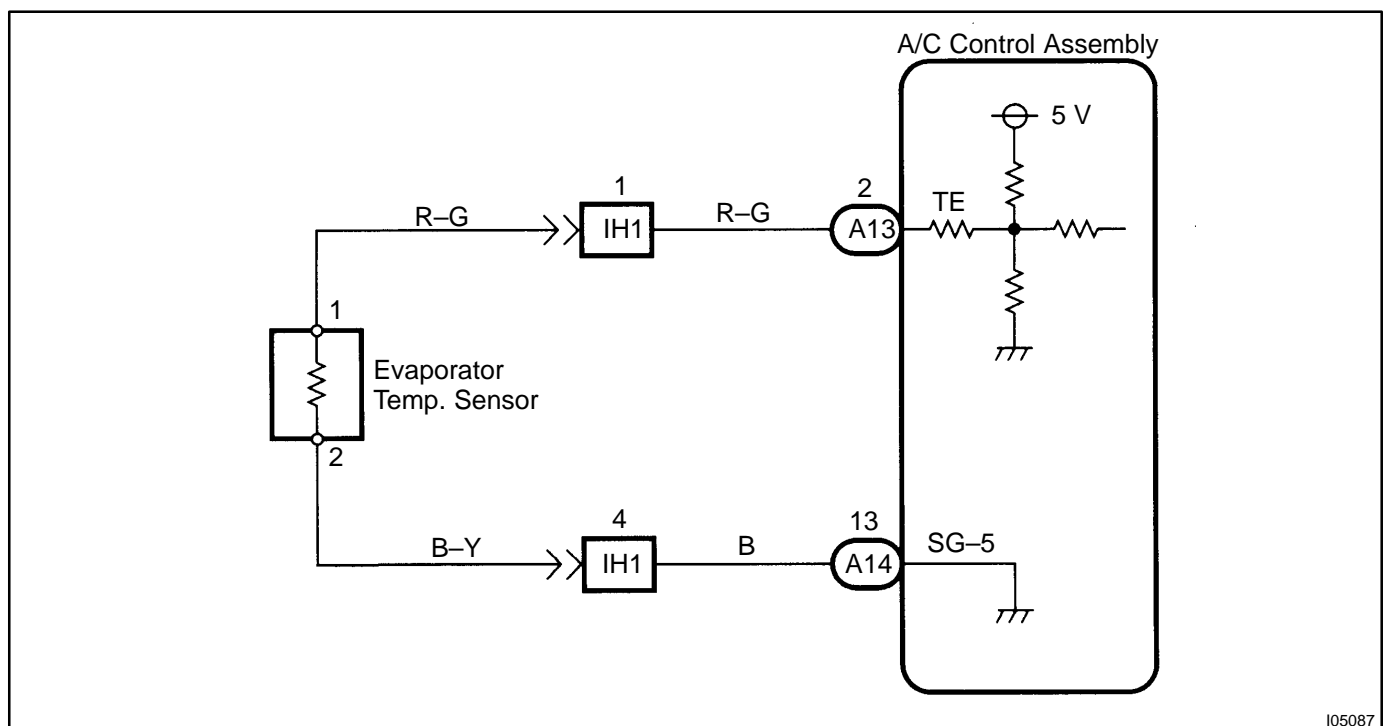 A/C Control Assembly
5 V
1
2
R–G
R–G
TE
IH1
A13
1
Evaporator
Temp. Sensor
2
4
13
B–Y
B
SG–5
IH1
A14
I05087